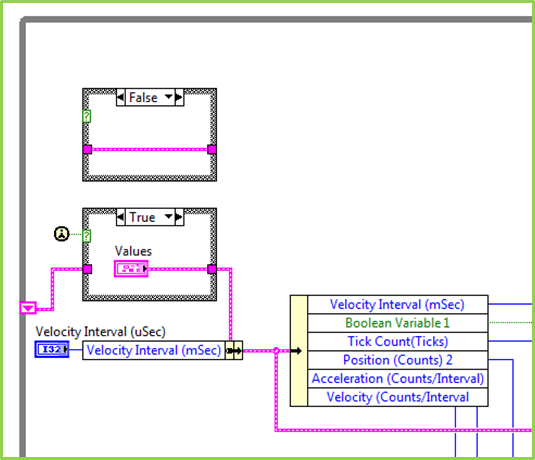 False
?
True
?
Values
Velocity Interval (uSec)
I32
Velocity Interval (mSec)
Velocity Interval (mSec)
Boolean Variable 1
Tick Count(Ticks)
Position (Counts) 2
Acceleration (Counts/Interval)
Velocity (Counts/Interval